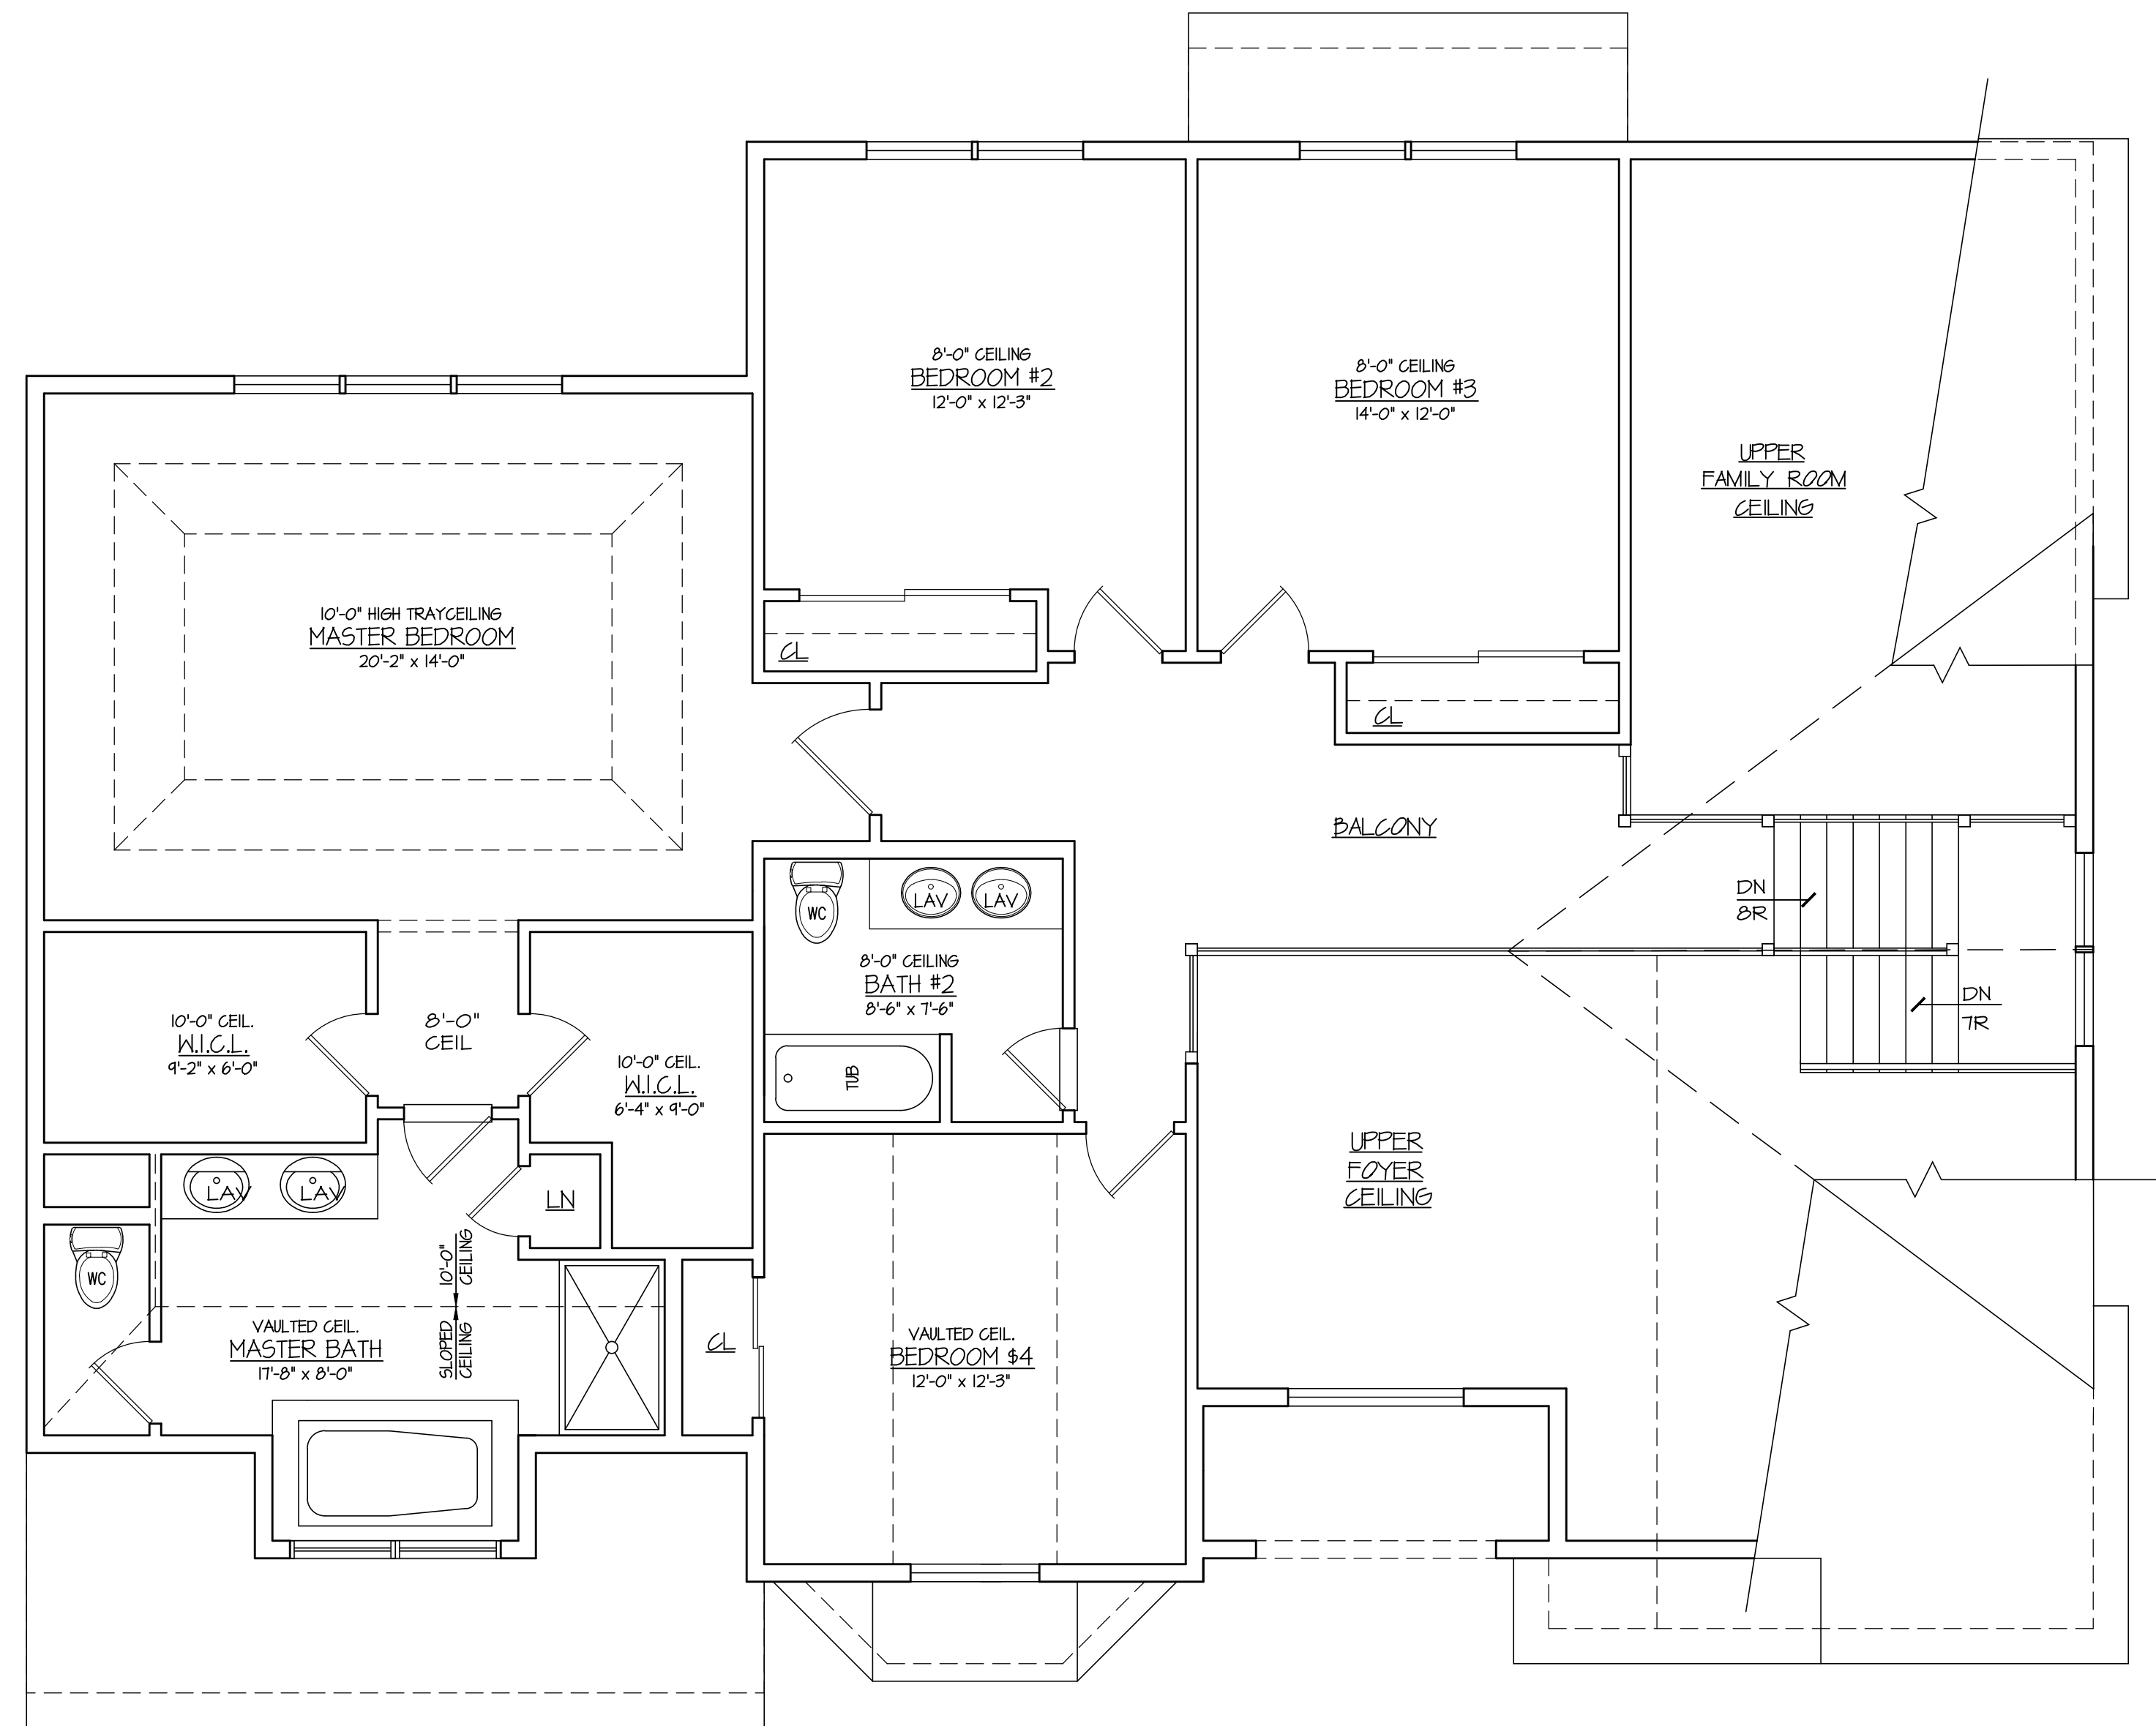 8'-0" CEILING
BEDROOM #2
12'-0" x 12'-3"
8'-0" CEILING
BEDROOM #3
14'-0" x 12'-0"
UPPER
FAMILY ROOM
CEILING
10'-0" HIGH TRAYCEILING
MASTER BEDROOM
20'-2" x 14'-0"
CL
CL
BALCONY
DN
8R
WC
LAV
LAV
8'-0" CEILING
BATH #2
8'-6" x 7'-6"
TUB
DN
7R
10'-0" CEIL.
W.I.C.L.
9'-2" x 6'-0"
8'-0"
CEIL
10'-0" CEIL.
W.I.C.L.
6'-4" x 9'-0"
UPPER
FOYER
CEILING
LAV
LAV
LN
WC
10'-0"
CEILING
SLOPED
CEILING
VAULTED CEIL.
MASTER BATH
17'-8" x 8'-0"
CL
VAULTED CEIL.
BEDROOM $4
12'-0" x 12'-3"